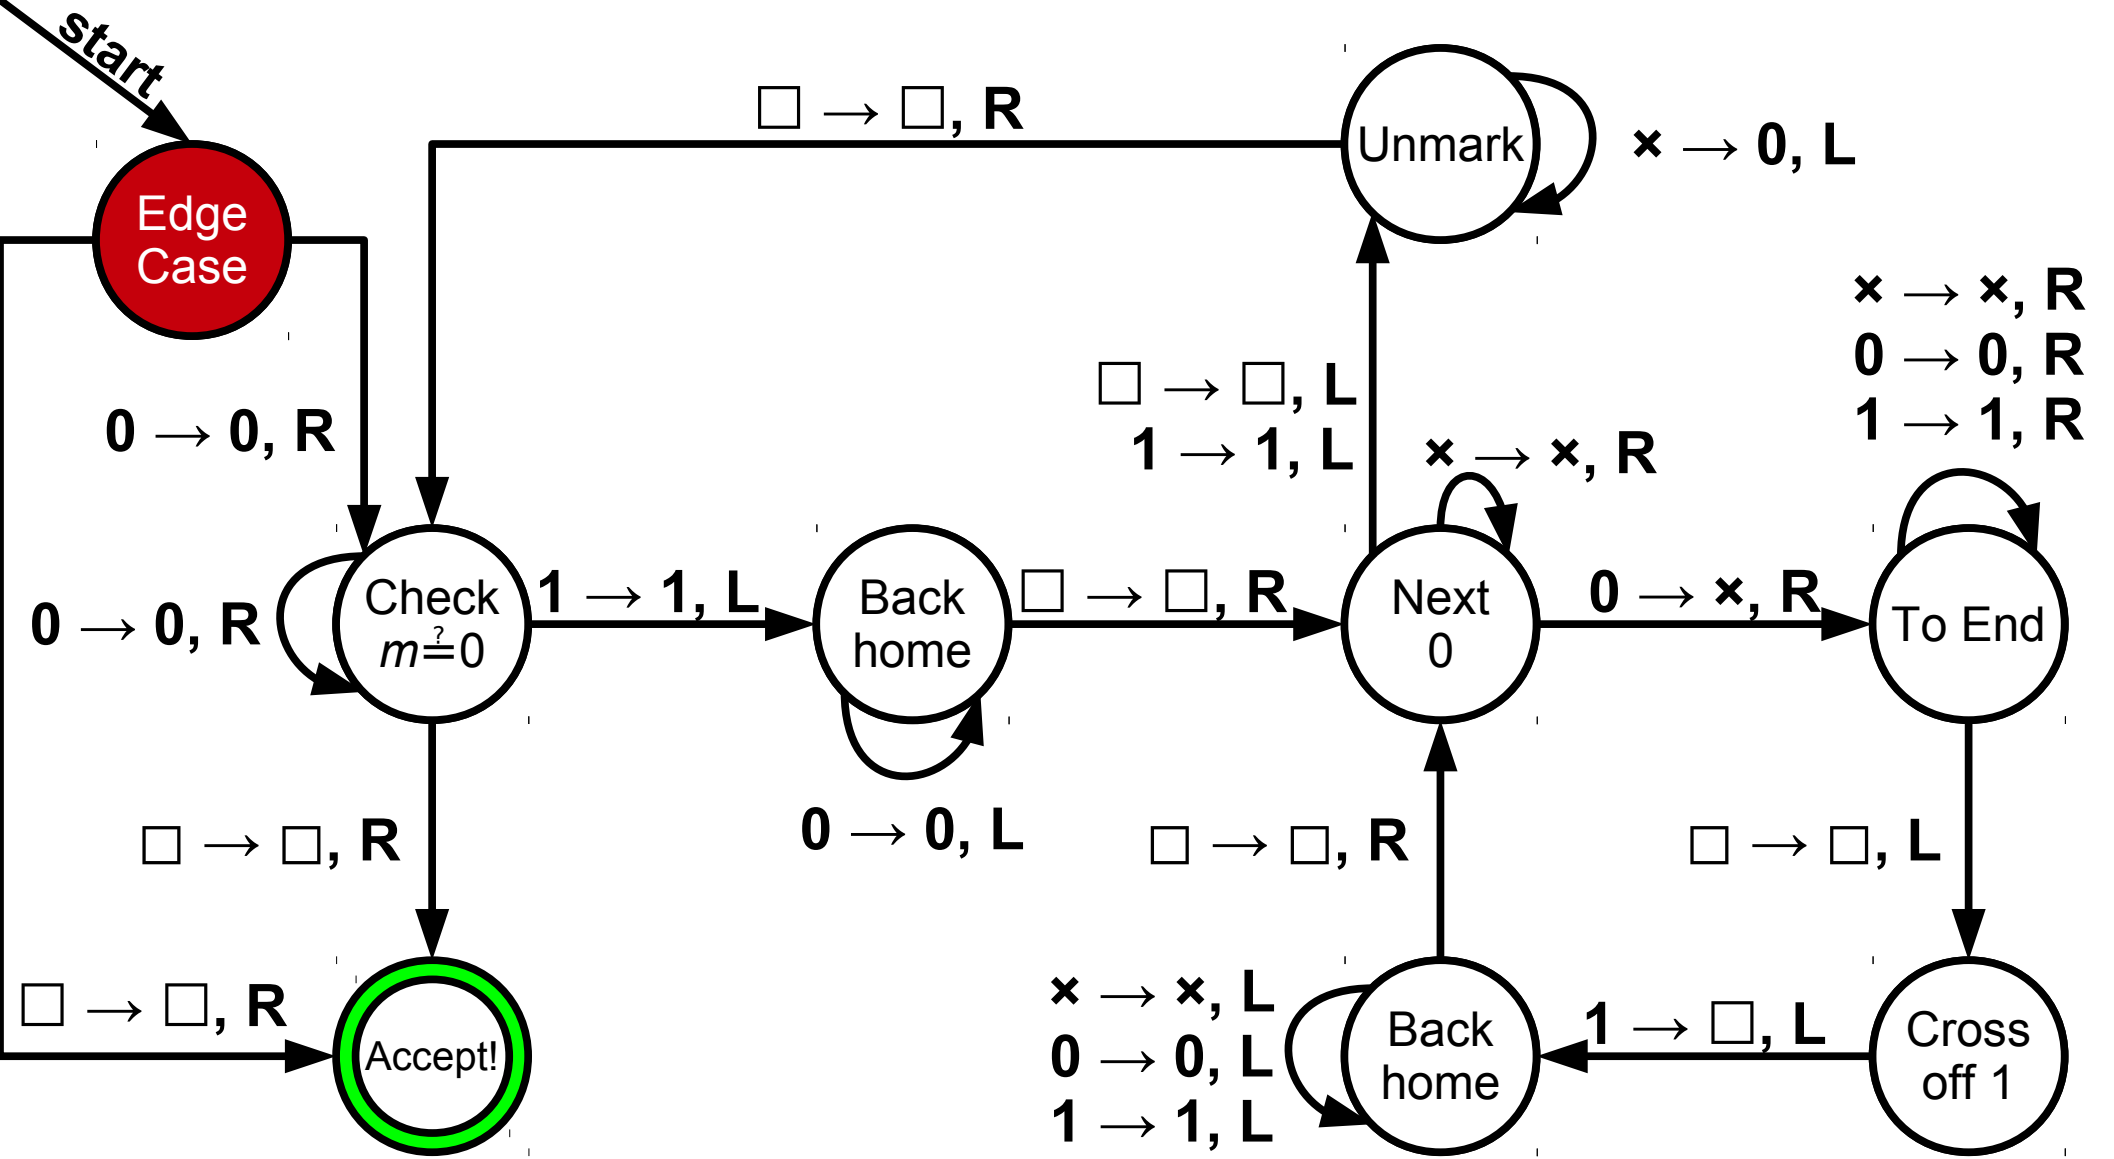 start
□ → □, R
Unmark
× → 0, L
Edge
Case
× → ×, R
0 → 0, R
1 → 1, R
□ → □, L
1 → 1, L
0 → 0, R
× → ×, R
0 → 0, R
Check
m≟0
1 → 1, L
Back
home
□ → □, R
Next
0
0 → ×, R
To End
0 → 0, L
□ → □, R
□ → □, R
□ → □, L
□ → □, R
Accept!
× → ×, L
0 → 0, L
1 → 1, L
Back
home
1 → □, L
Cross
off 1